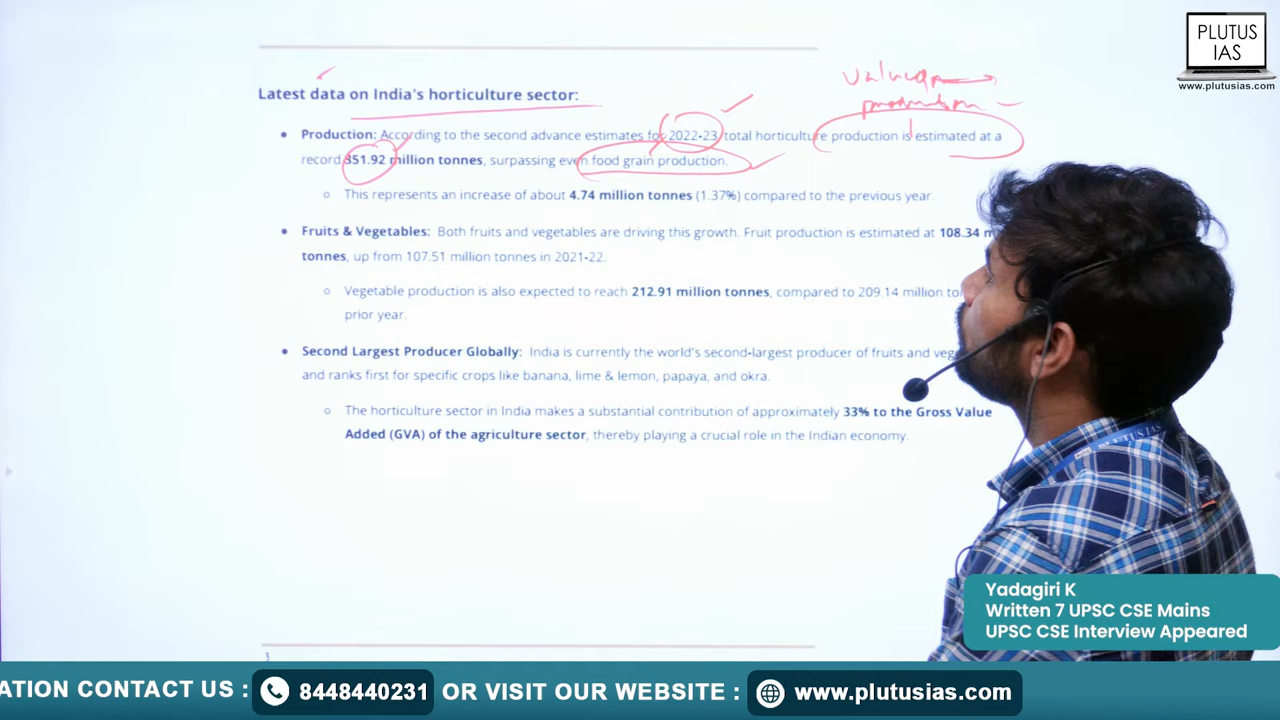 PLUTUS
IAS
www.plutusias.com
value
production
Latest data on India's horticulture sector:
Production: According to the second advance estimates for 2022-23, total horticulture production is estimated at a
record 351.92 million tonnes, surpassing even food grain production.
This represents an increase of about 4.74 million tonnes (1.37%) compared to the previous year.
Fruits & Vegetables: Both fruits and vegetables are driving this growth. Fruit production is estimated at 108.34 m
tonnes, up from 107.51 million tonnes in 2021-22.
Vegetable production is also expected to reach 212.91 million tonnes, compared to 209.14 million to
prior year.
Second Largest Producer Globally: India is currently the world's second-largest producer of fruits and veg
and ranks first for specific crops like banana, lime & lemon, papaya, and okra.
The horticulture sector in India makes a substantial contribution of approximately 33% to the Gross Value
Added (GVA) of the agriculture sector, thereby playing a crucial role in the Indian economy.
PLUTUS IAS
Yadagiri K
Written 7 UPSC CSE Mains
UPSC CSE Interview Appeared
ATION CONTACT US : 8448440231 OR VISIT OUR WEBSITE : www.plutusias.com